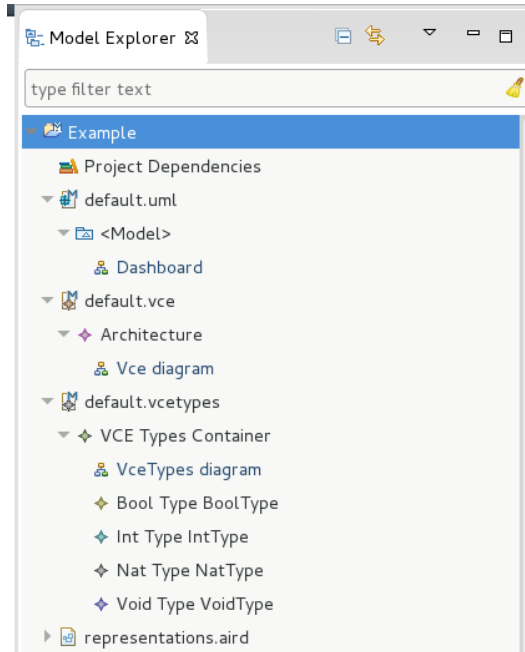 Model Explorer
type filter text
Example
Project Dependencies
default.uml
<Model>
Dashboard
default.vce
Architecture
Vce diagram
default.vcetypes
VCE Types Container
VceTypes diagram
Bool Type BoolType
Int Type IntType
Nat Type NatType
Void Type VoidType
representations.aird